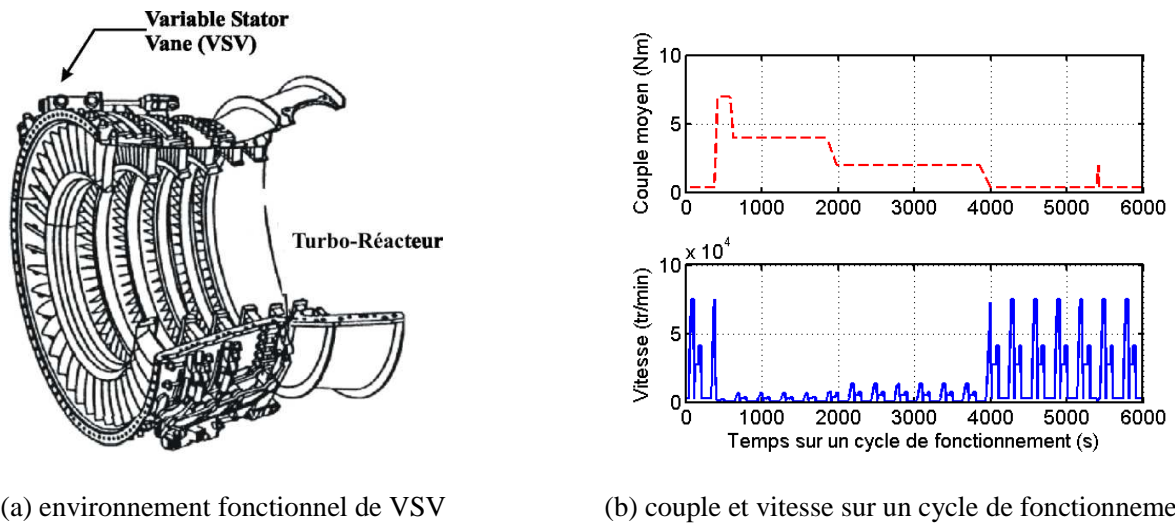 Variable Stator
Vane (VSV)
Turbo-Réacteur
(a) environnement fonctionnel de VSV
Couple moyen (Nm)
10
5
0
0 1000 2000 3000 4000 5000 6000
x 10^4
Vitesse (tr/min)
10
5
0
0 1000 2000 3000 4000 5000 6000
Temps sur un cycle de fonctionnement (s)
(b) couple et vitesse sur un cycle de fonctionneme